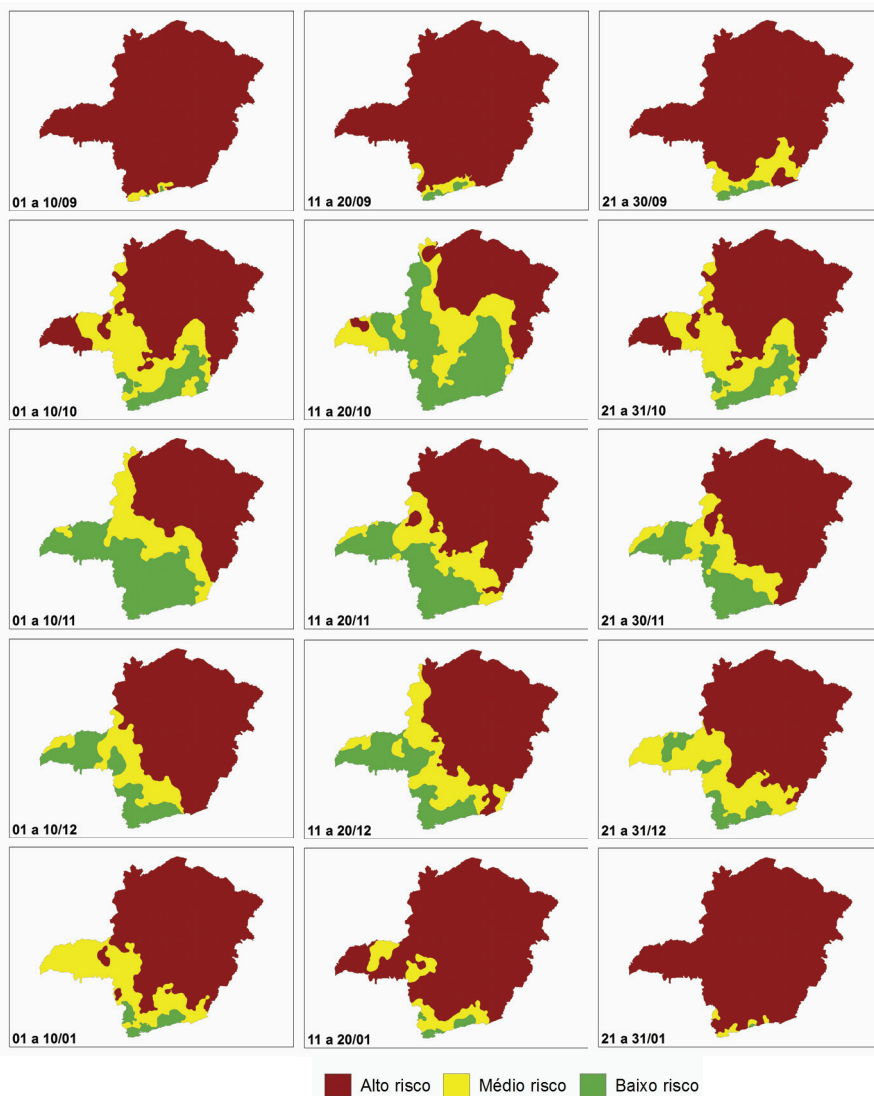 01 a 10/09
11 a 20/09
21 a 30/09
01 a 10/10
11 a 20/10
21 a 31/10
01 a 10/11
11 a 20/11
21 a 30/11
01 a 10/12
11 a 20/12
21 a 31/12
01 a 10/01
11 a 20/01
21 a 31/01
Alto risco Médio risco Baixo risco